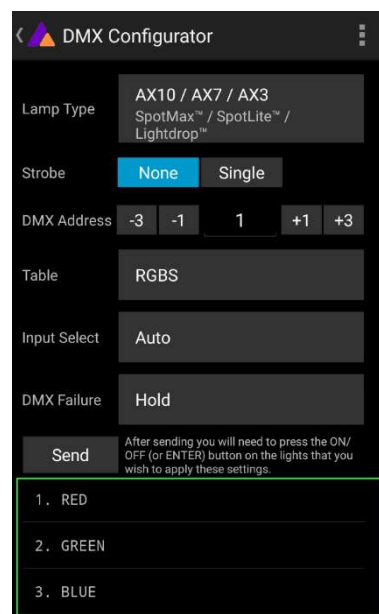 DMX Configurator
Lamp Type
AX10 / AX7 / AX3
SpotMax™ / SpotLite™ /
Lightdrop™
Strobe
None Single
DMX Address -3 -1 1 +1 +3
Table RGBS
Input Select Auto
DMX Failure Hold
Send
After sending you will need to press the ON/
OFF (or ENTER) button on the lights that you
wish to apply these settings.
1. RED
2. GREEN
3. BLUE